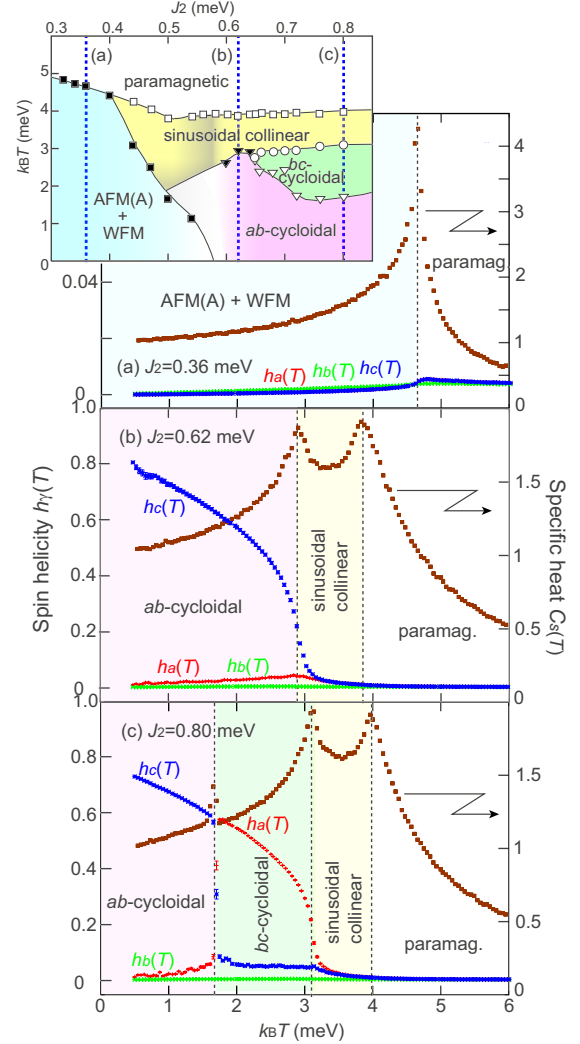 J2 (meV)
0.3 0.4 0.5 0.6 0.7 0.8
(a) (b) (c)
paramagnetic
sinusoidal collinear
bc-
cycloidal
AFM(A)
+
WFM
ab-cycloidal
kBT (meV)
5
4
3
2
1
0
4
3
2
1
0
0.04
0
AFM(A) + WFM
paramag.
ha(T) hb(T) hc(T)
(a) J2=0.36 meV
1.0
0.8
0.6
0.4
0.2
0
(b) J2=0.62 meV
hc(T)
ab-cycloidal
sinusoidal
collinear
paramag.
ha(T) hb(T)
1
0
Spin helicity hγ(T)
Specific heat Cs(T)
1.0
0.8
0.6
0.4
0.2
0
(c) J2=0.80 meV
hc(T)
ha(T)
ab-cycloidal
bc-cycloidal
sinusoidal
collinear
paramag.
hb(T)
1
0
0 1 2 3 4 5 6
kBT (meV)